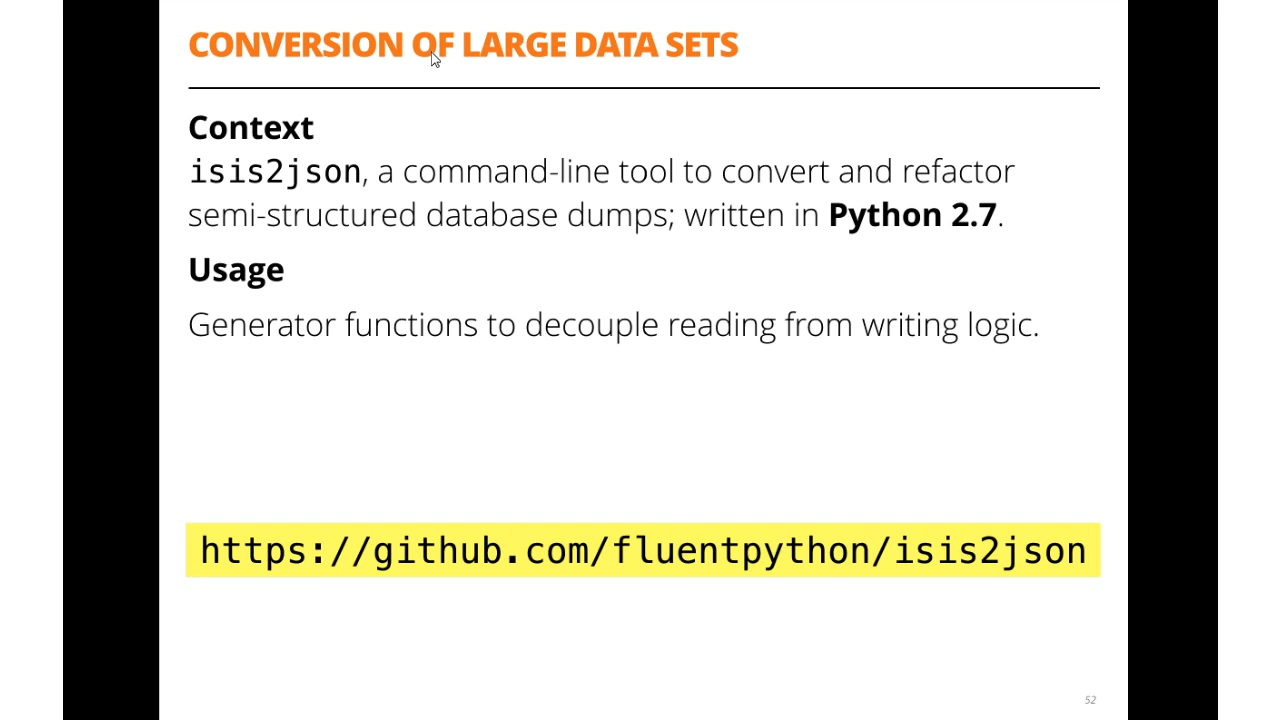 CONVERSION OF LARGE DATA SETS
Context
isis2json, a command-line tool to convert and refactor
semi-structured database dumps; written in Python 2.7.
Usage
Generator functions to decouple reading from writing logic.
https://github.com/fluentpython/isis2json
52